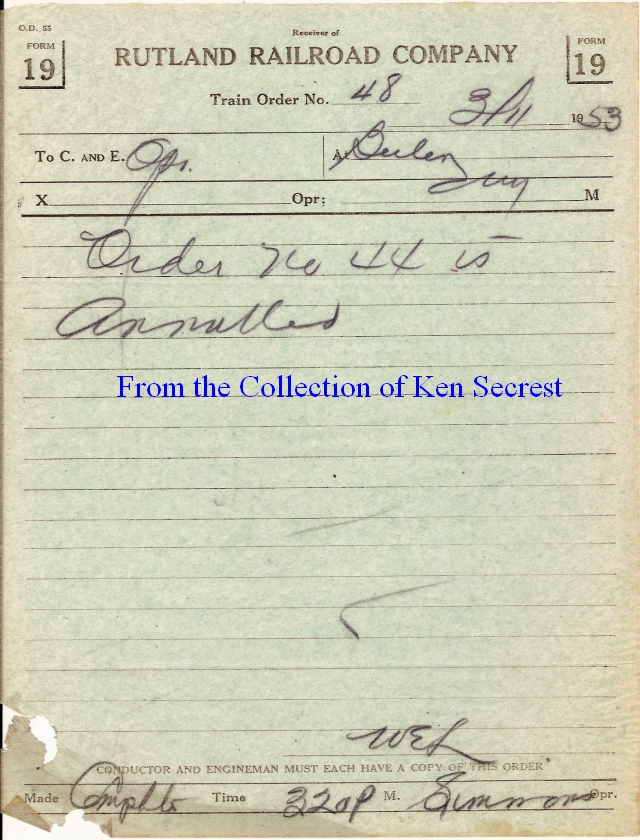 O.D. 55
FORM 19
Receiver of
RUTLAND RAILROAD COMPANY
FORM 19
Train Order No. 48 3/11 1953
To C. AND E. Opr. At
X Opr: M
Order No 44 is
Annulled
From the Collection of Ken Secrest
CONDUCTOR AND ENGINEMAN MUST EACH HAVE A COPY OF THIS ORDER
Made Complete Time 320P M. Simmons Opr.